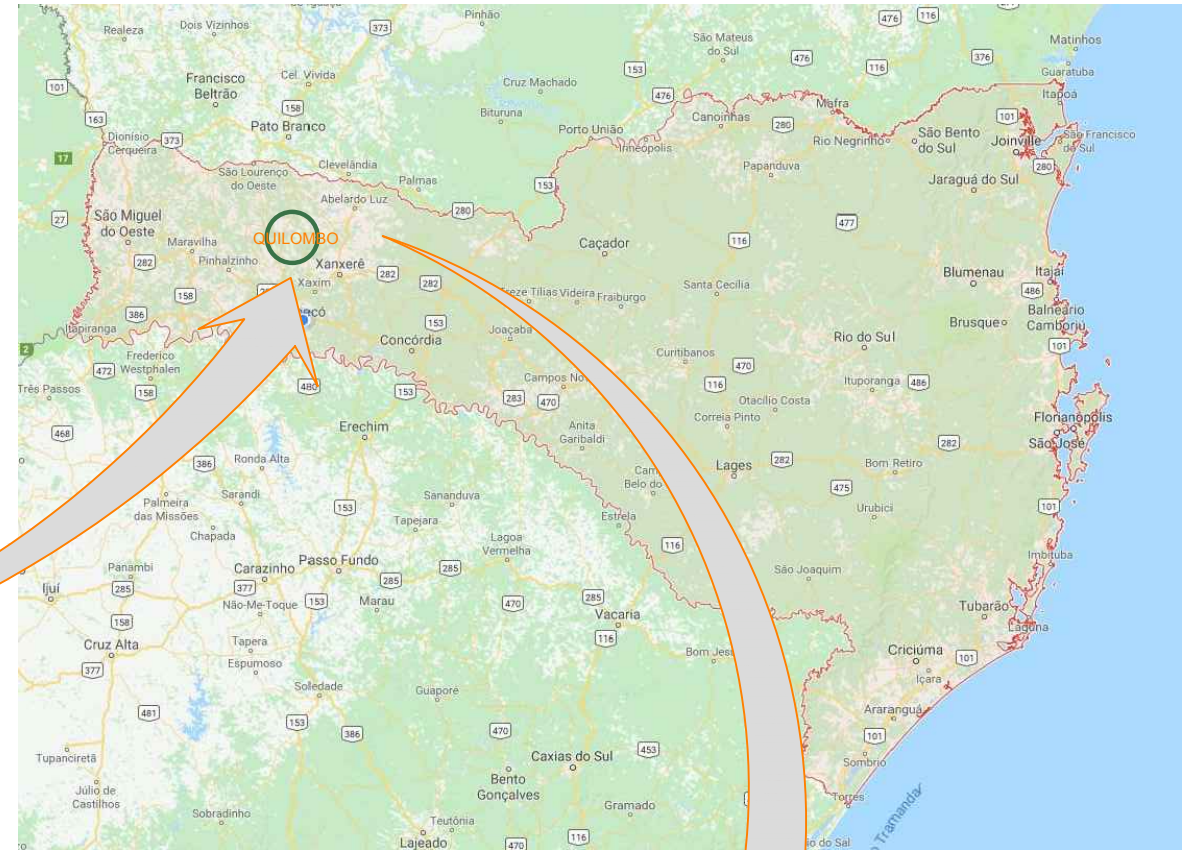 Pinhão
476
116
Realeza
Dois Vizinhos
373
São Mateus
do Sul
Matinhos
476
376
116
153
Guaratuba
Francisco
Beltrão
Cel. Vivida
Cruz Machado
101
476
Itapoá
158
Mafra
163
Pato Branco
Bituruna
Canoinhas
280
101
Porto União
São Bento
do Sul
São Francisco
do Sul
Dionísio
Cerqueira
373
Rio Negrinho
Joinville
Irineópolis
17
Clevelândia
São Lourenço
do Oeste
Papanduva
280
Palmas
153
Jaraguá do Sul
Abelardo Luz
27
São Miguel
do Oeste
280
477
QUILOMBO
Maravilha
Caçador
116
Pinhalzinho
282
Xanxerê
282
Blumenau
Itajaí
Xaxim
282
Santa Cecília
158
Videira
Fraiburgo
486
386
Balneário
Camboriú
Itapiranga
153
Joaçaba
Brusque
Concórdia
Rio do Sul
2
Frederico
Westphalen
Curitibanos
101
472
470
Três Passos
158
480
153
Campos No
116
Ituporanga
486
283
470
Otacílio Costa
Correia Pinto
Florianópolis
Erechim
Anita
Garibaldi
468
282
São José
386
Ronda Alta
Lages
282
Bom Retiro
Belo do
475
Sarandi
Sananduva
Palmeira
das Missões
153
Urubici
101
Tapejara
Estrela
Chapada
Lagoa
Vermelha
116
Imbituba
Passo Fundo
Panambi
Carazinho
285
São Joaquim
Ijuí
285
377
285
285
Não-Me-Toque
153
Marau
470
Tubarão
Vacaria
158
Laguna
116
Cruz Alta
Tapera
Bom Jes
Criciúma
101
377
Espumoso
Içara
Soledade
Guaporé
481
Araranguá
153
386
470
101
Caxias do Sul
453
Tupanciretã
Sombrio
Bento
Gonçalves
Júlio de
Castilhos
Gramado
Torres
Sobradinho
Teutônia
116
Lajeado
470
io do Sal
Tramandaí